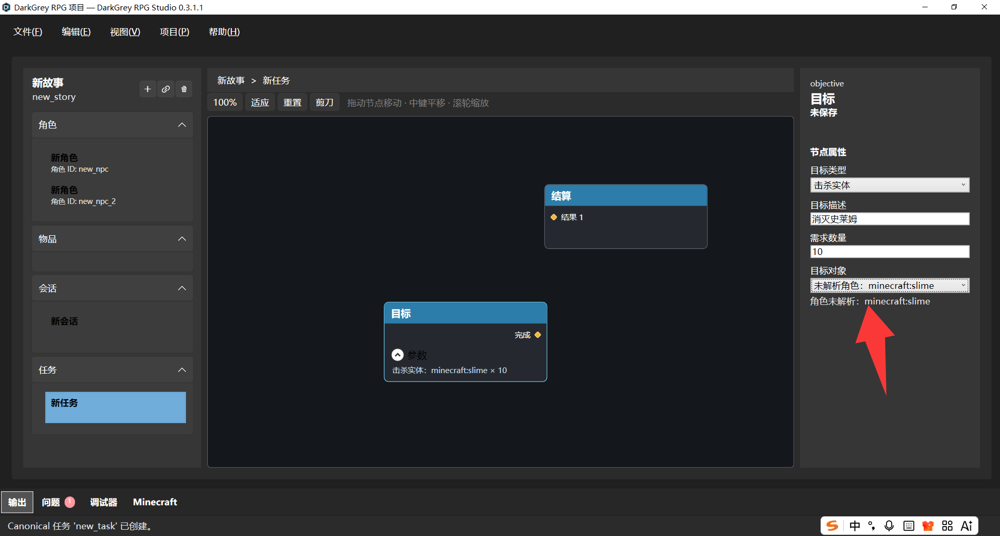 DarkGrey RPG 项目 — DarkGrey RPG Studio 0.3.1.1
文件(F) 编辑(E) 视图(V) 项目(P) 帮助(H)
新故事
new_story
角色
新角色
角色 ID: new_npc
新角色
角色 ID: new_npc_2
物品
会话
新会话
任务
新任务
新故事 > 新任务
100% 适应 重置 剪刀 拖动节点移动 · 中键平移 · 滚轮缩放
结算
结果 1
目标
完成
参数
击杀实体：minecraft:slime × 10
objective
目标
未保存
节点属性
目标类型
击杀实体
目标描述
消灭史莱姆
需求数量
10
目标对象
未解析角色：minecraft:slime
角色未解析：minecraft:slime
输出 问题 1 调试器 Minecraft
Canonical 任务 'new_task' 已创建。
S 中 °, Ai